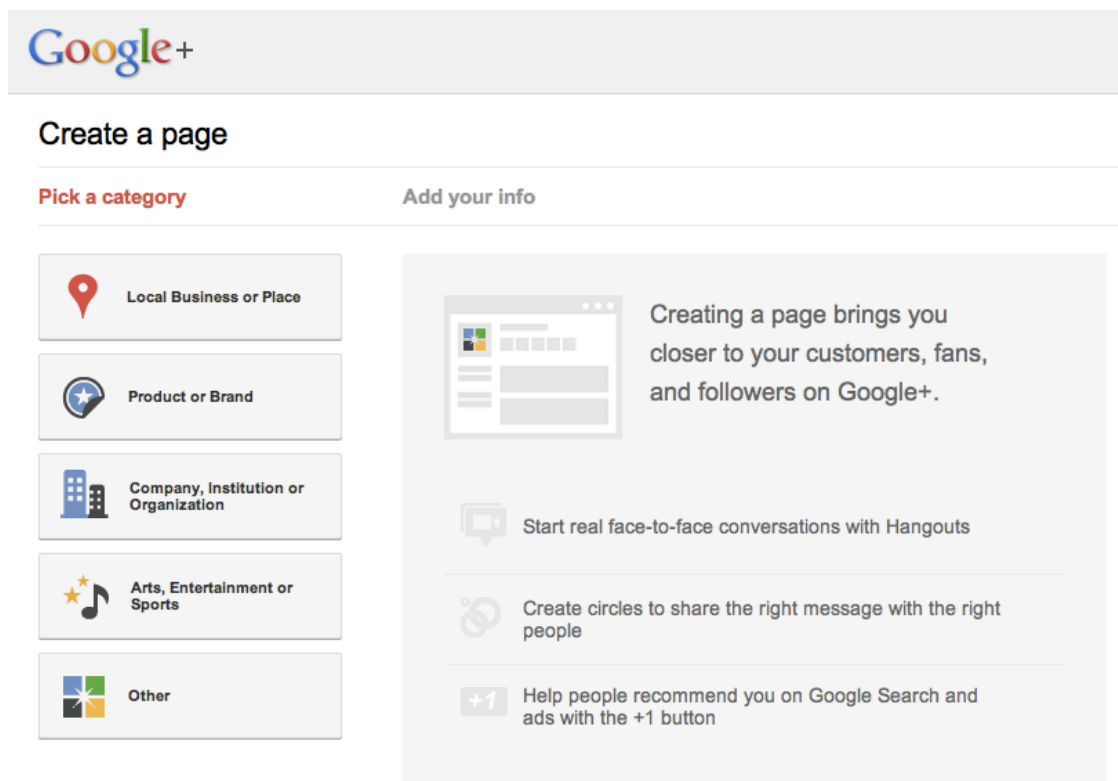 Google+
Create a page
Pick a category
Add your info
Local Business or Place
Product or Brand
Company, Institution or
Organization
Arts, Entertainment or
Sports
Other
Creating a page brings you
closer to your customers, fans,
and followers on Google+.
Start real face-to-face conversations with Hangouts
Create circles to share the right message with the right
people
+1
Help people recommend you on Google Search and
ads with the +1 button